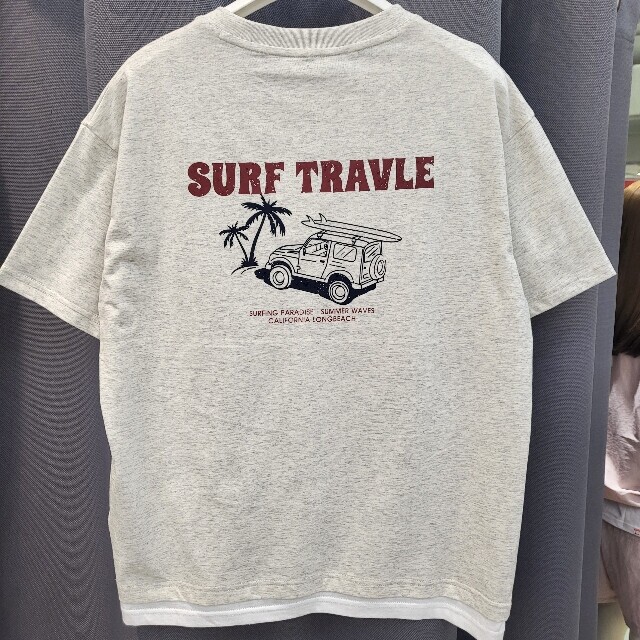 SURF TRAVLE
SURFING PARADISE · SUMMER WAVES
CALIFORNIA LONGBEACH